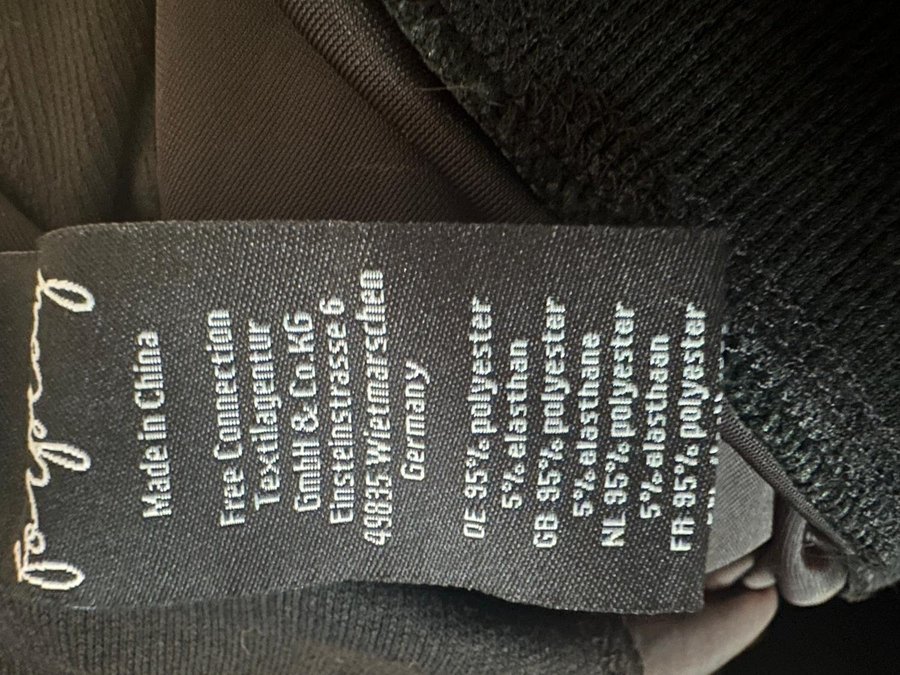 Made in China
Free Connection
Textilagentur
GmbH & Co.KG
Einsteinstrasse 6
49835 Wietmarschen
Germany
DE 95% polyester
5% elasthan
GB 95% polyester
5% elasthane
NL 95% polyester
5% elasthan
FR 95% polyester